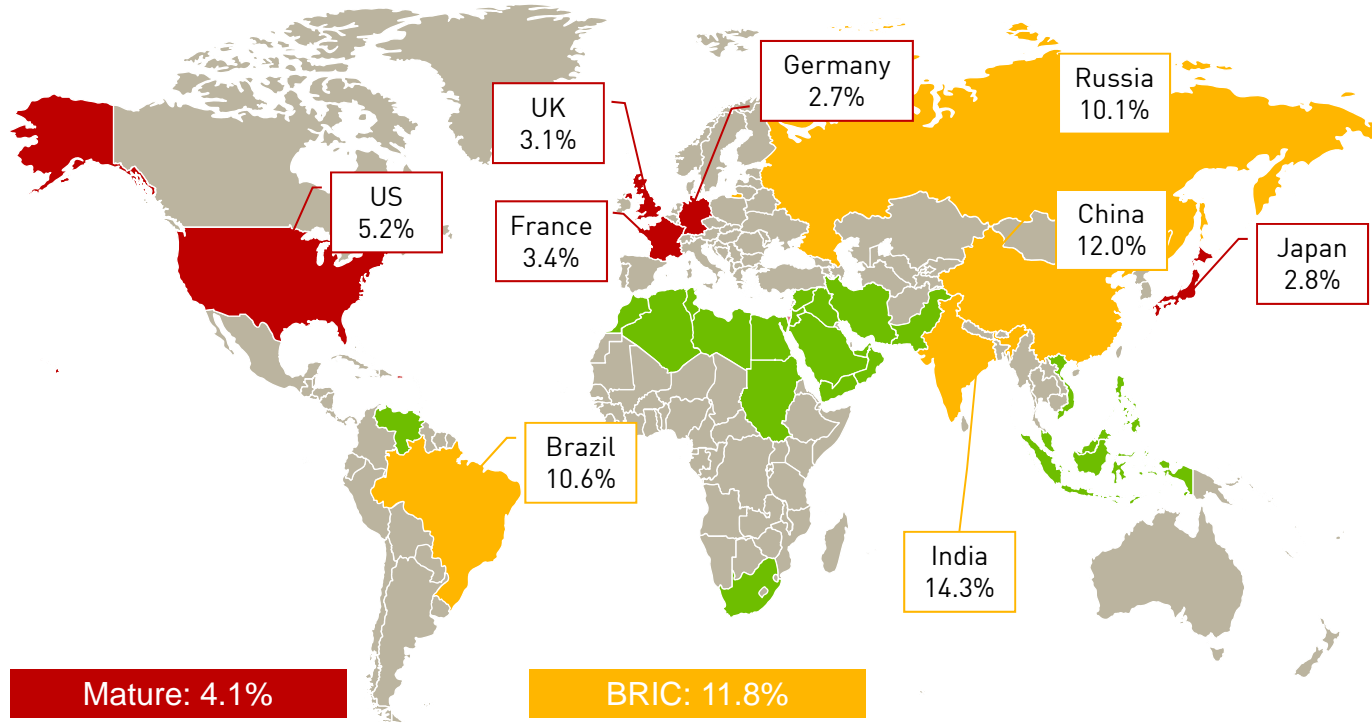 Germany
2.7%
Russia
10.1%
UK
3.1%
US
5.2%
France
3.4%
China
12.0%
Japan
2.8%
Brazil
10.6%
India
14.3%
Mature: 4.1%
BRIC: 11.8%